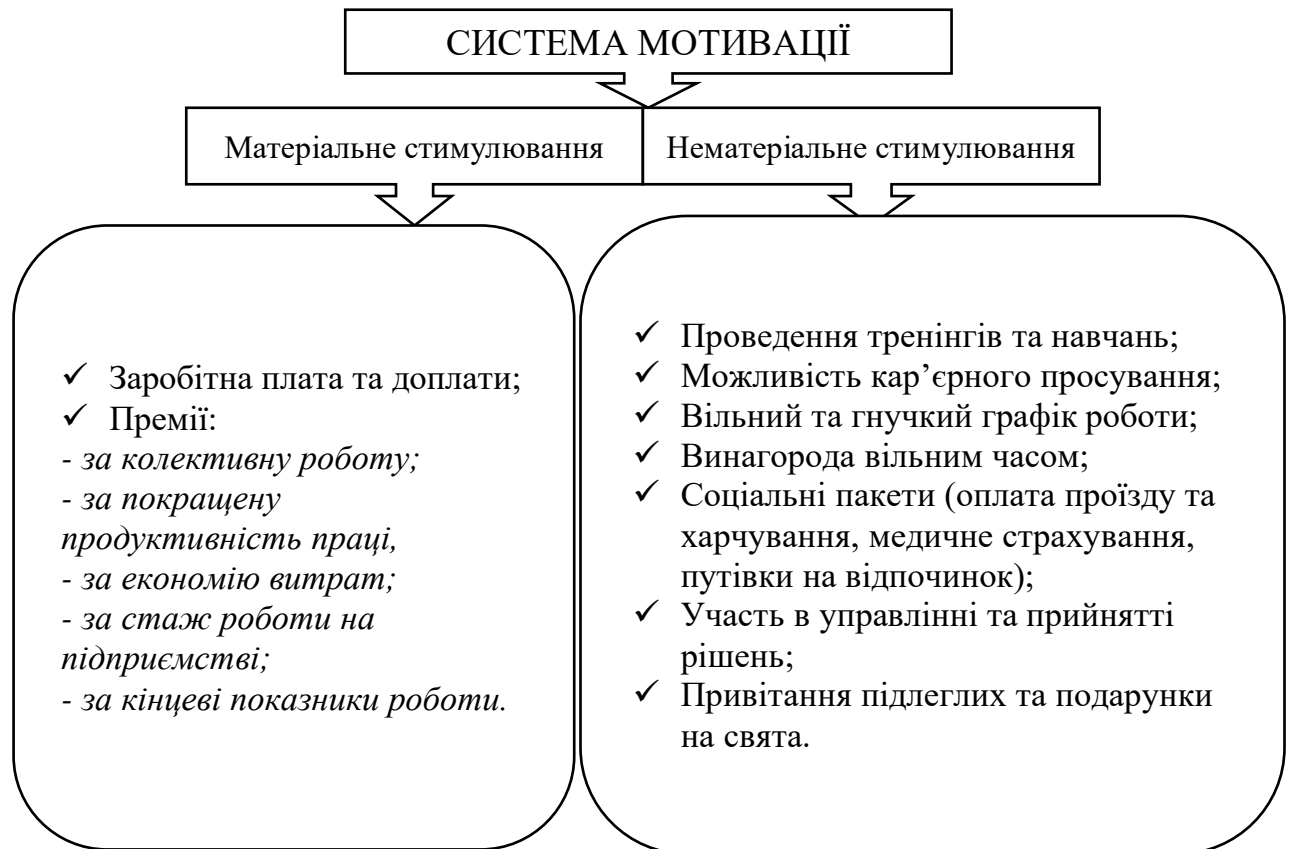 СИСТЕМА МОТИВАЦІЇ
Матеріальне стимулювання
Нематеріальне стимулювання
✓ Заробітна плата та доплати;
✓ Премії:
- за колективну роботу;
- за покращену
продуктивність праці,
- за економію витрат;
- за стаж роботи на
підприємстві;
- за кінцеві показники роботи.
✓ Проведення тренінгів та навчань;
✓ Можливість кар’єрного просування;
✓ Вільний та гнучкий графік роботи;
✓ Винагорода вільним часом;
✓ Соціальні пакети (оплата проїзду та
харчування, медичне страхування,
путівки на відпочинок);
✓ Участь в управлінні та прийнятті
рішень;
✓ Привітання підлеглих та подарунки
на свята.